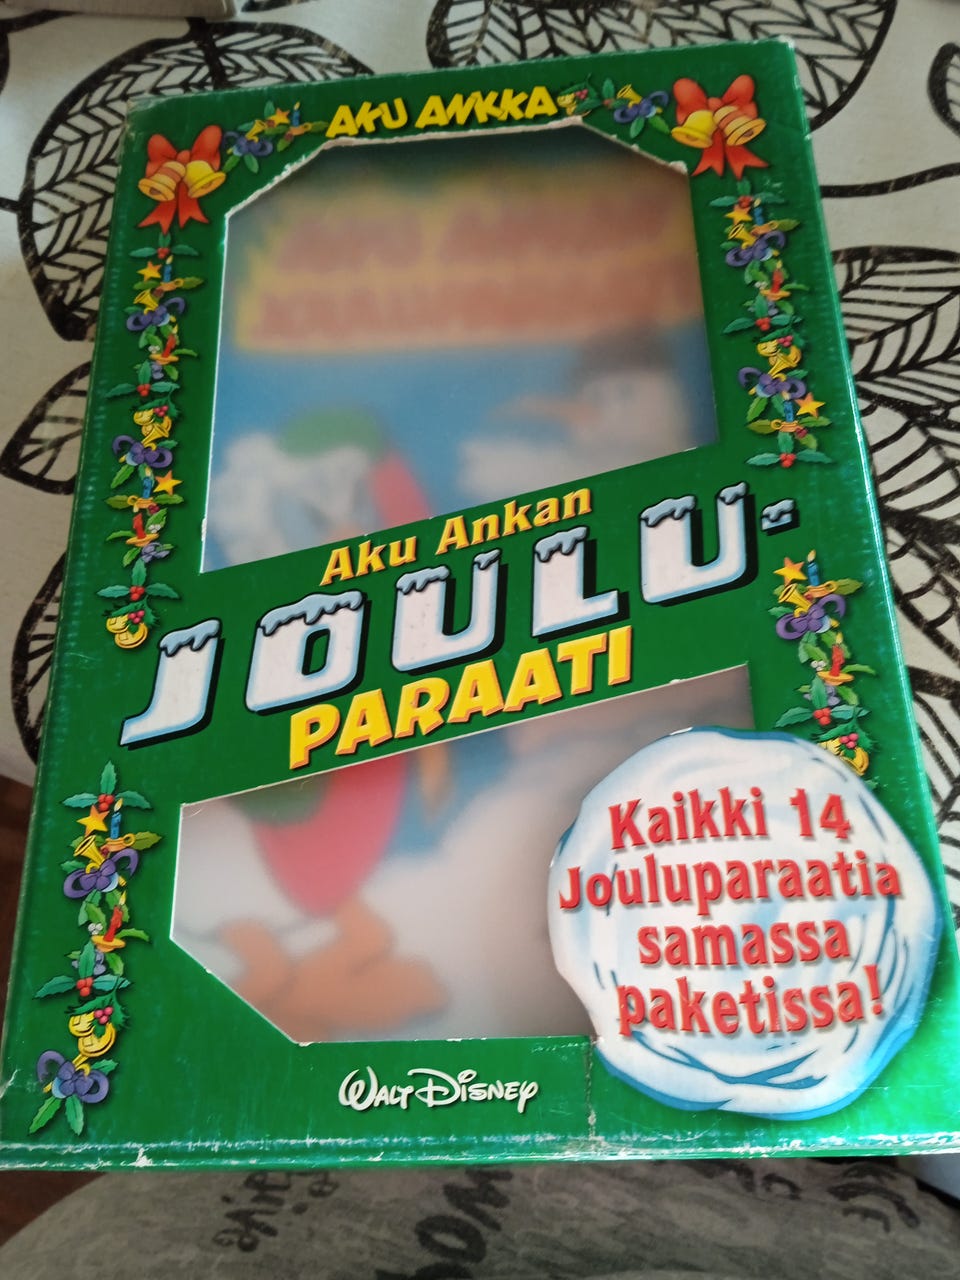 AKU ANKKA
Aku Ankan
JOULU-
PARAATI
Kaikki 14
Jouluparaatia
samassa
paketissa!
WALT DISNEY